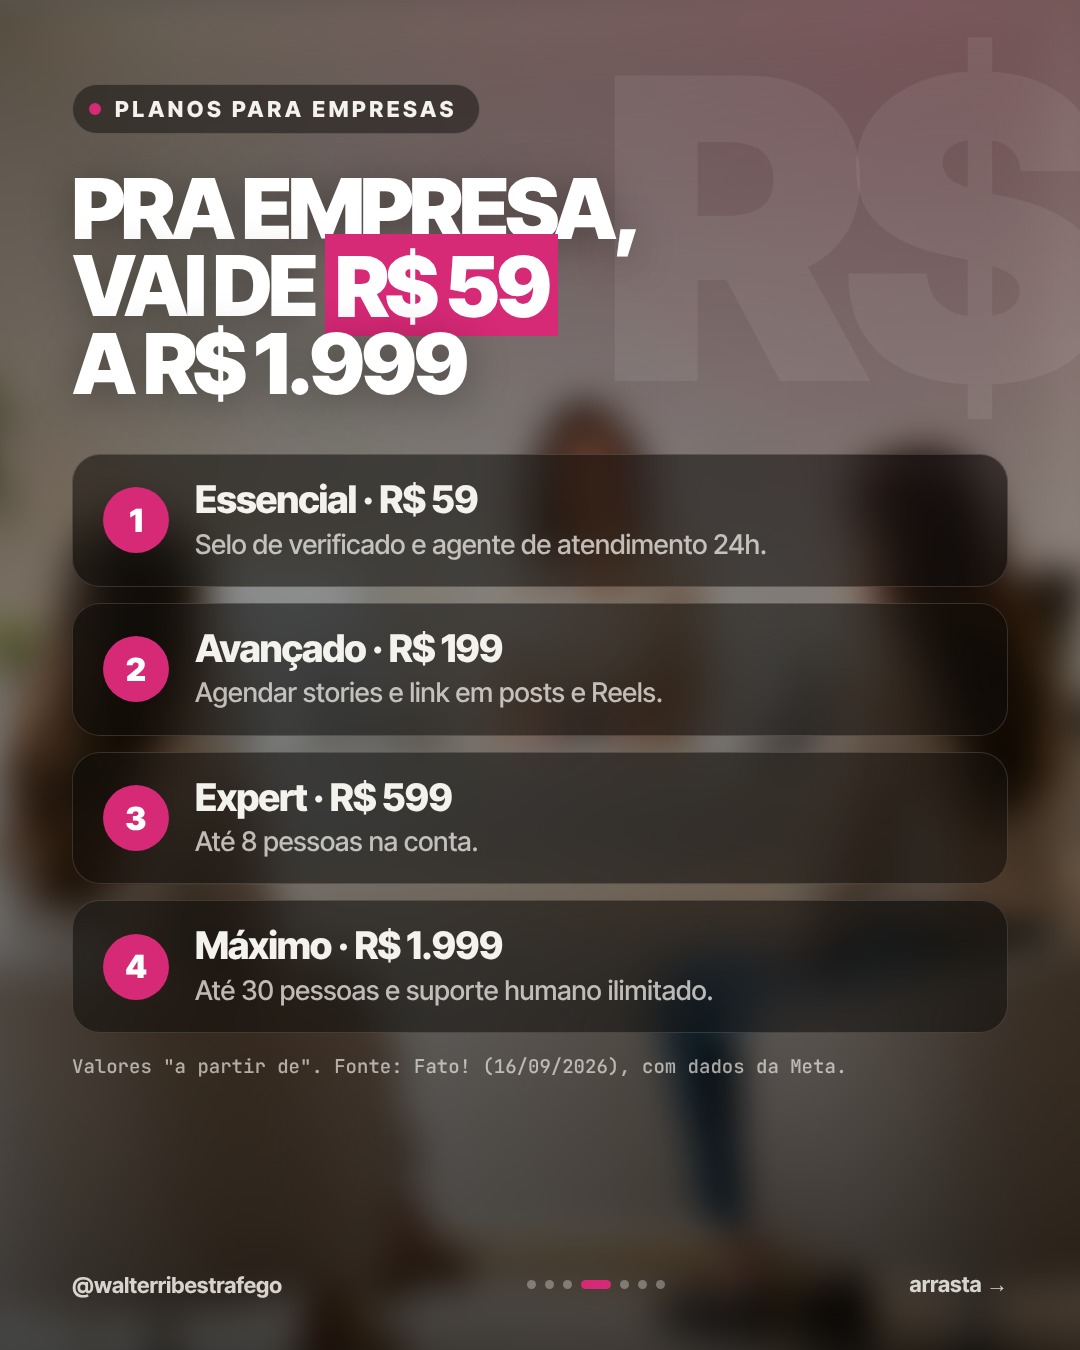 PLANOS PARA EMPRESAS
R$
PRA EMPRESA,
VAI DE R$ 59
A R$ 1.999
1
Essencial · R$ 59
Selo de verificado e agente de atendimento 24h.
2
Avançado · R$ 199
Agendar stories e link em posts e Reels.
3
Expert · R$ 599
Até 8 pessoas na conta.
4
Máximo · R$ 1.999
Até 30 pessoas e suporte humano ilimitado.
Valores "a partir de". Fonte: Fato! (16/09/2026), com dados da Meta.
@walterribestrafego
arrasta →